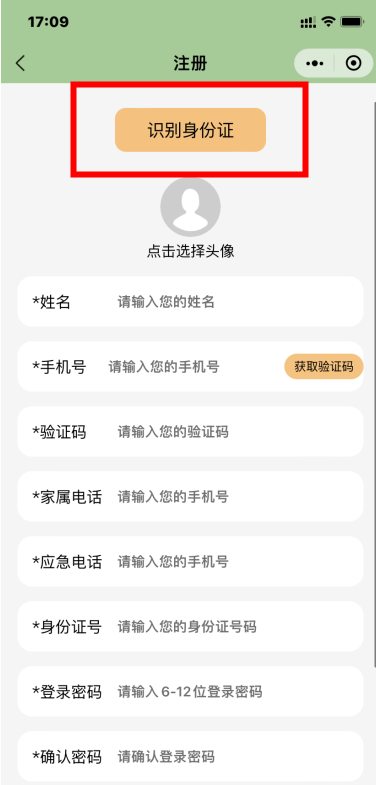 17:09
注册
识别身份证
点击选择头像
*姓名 请输入您的姓名
*手机号 请输入您的手机号 获取验证码
*验证码 请输入您的验证码
*家属电话 请输入您的手机号
*应急电话 请输入您的手机号
*身份证号 请输入您的身份证号码
*登录密码 请输入6-12位登录密码
*确认密码 请确认登录密码